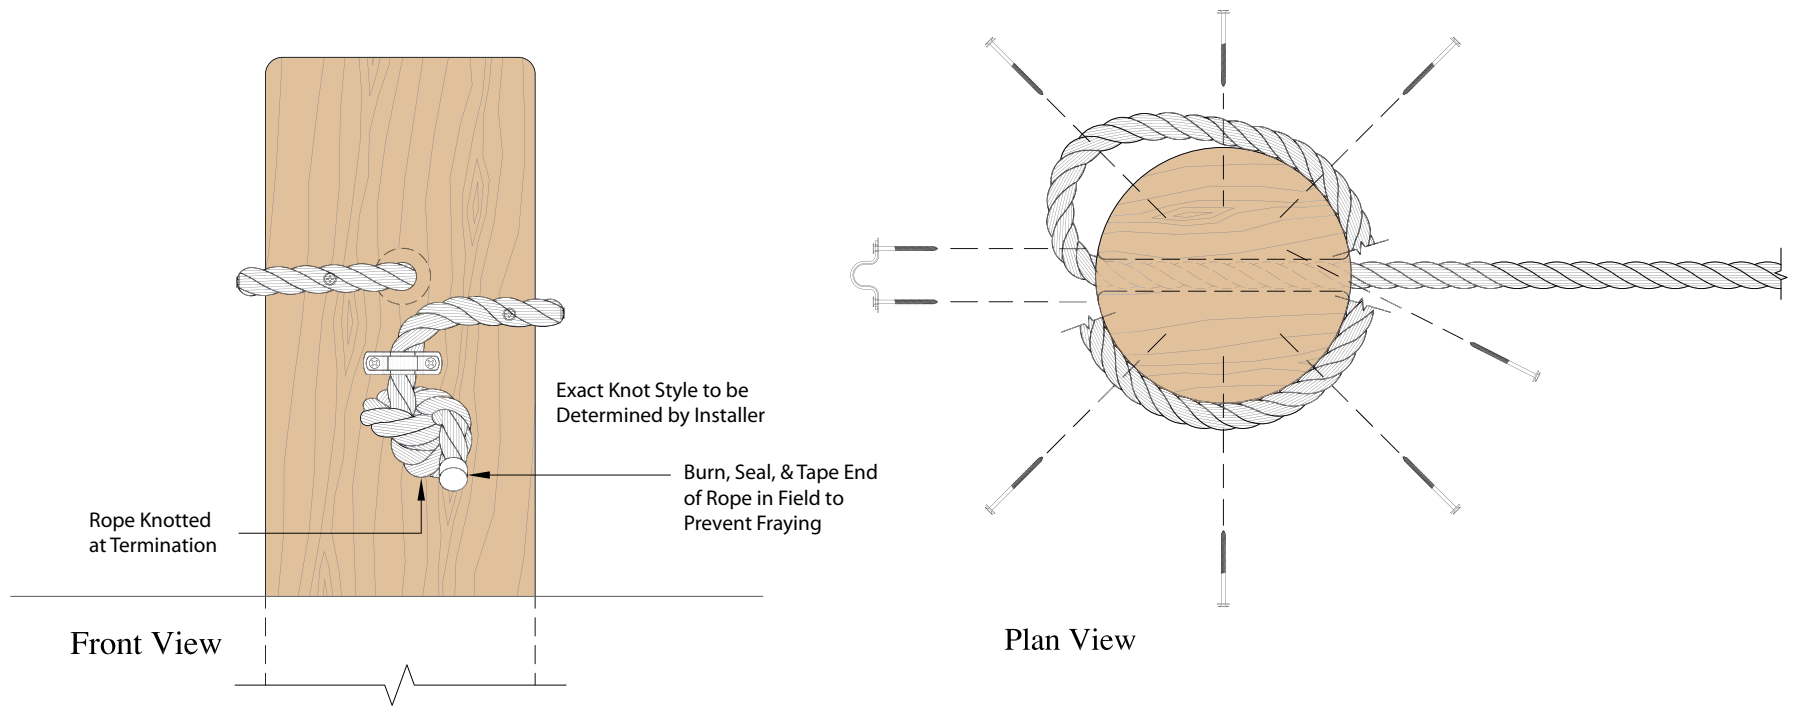 Exact Knot Style to be
Determined by Installer
Burn, Seal, & Tape End
of Rope in Field to
Prevent Fraying
Rope Knotted
at Termination
Front View
Plan View